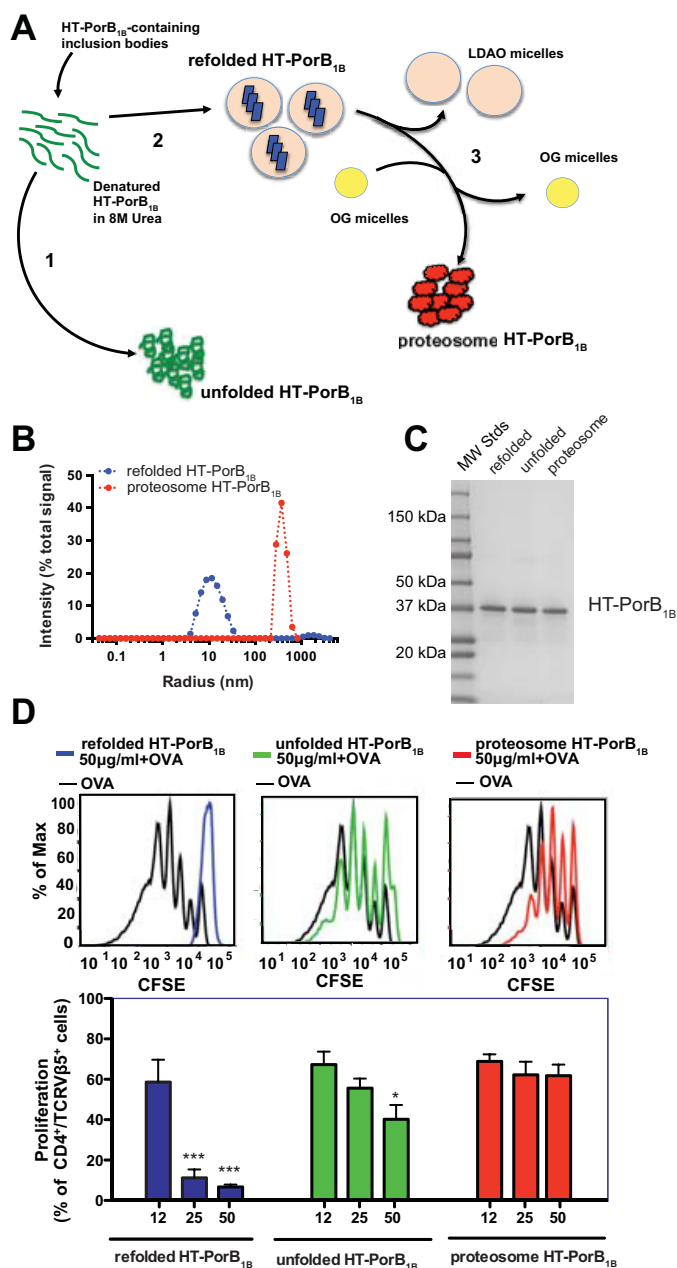 A
HT-PorB1B-containing
inclusion bodies
refolded HT-PorB1B
LDAO micelles
2
3
Denatured
HT-PorB1B
in 8M Urea
OG micelles
OG micelles
1
proteosome HT-PorB1B
unfolded HT-PorB1B
B
refolded HT-PorB1B
proteosome HT-PorB1B
Intensity (% total signal)
50
40
30
20
10
0
0.1 1 10 100 1000
Radius (nm)
C
MW Stds
refolded
unfolded
proteosome
150 kDa
50 kDa
37 kDa
20 kDa
HT-PorB1B
D
refolded HT-PorB1B
50µg/ml+OVA
OVA
unfolded HT-PorB1B
50µg/ml+OVA
OVA
proteosome HT-PorB1B
50µg/ml+OVA
OVA
% of Max
100
80
60
40
20
0
10^1 10^2 10^3 10^4 10^5
CFSE
10^1 10^2 10^3 10^4 10^5
CFSE
10^1 10^2 10^3 10^4 10^5
CFSE
Proliferation
(% of CD4+/TCRVβ5+ cells)
100
80
60
40
20
0
*** ***
*
12 25 50
12 25 50
12 25 50
refolded HT-PorB1B
unfolded HT-PorB1B
proteosome HT-PorB1B